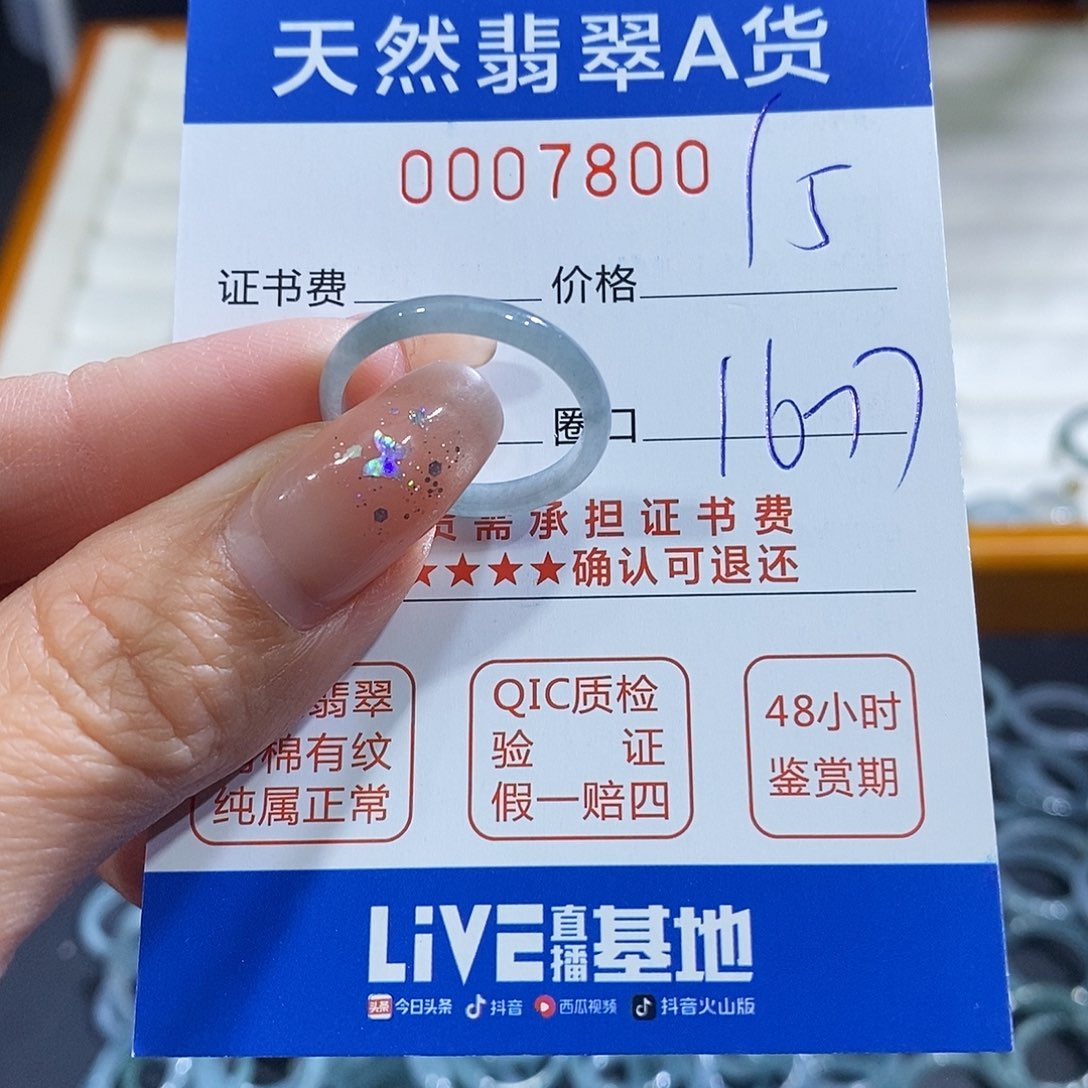 天然翡翠A货
0007800
15
证书费 价格
圈口
需承担证书费
★★★★确认可退还
翡翠
棉有纹
纯属正常
QIC质检
验 证
假一赔四
48小时
鉴赏期
LiVE直播基地
头条 今日头条 抖音 西瓜视频 抖音火山版